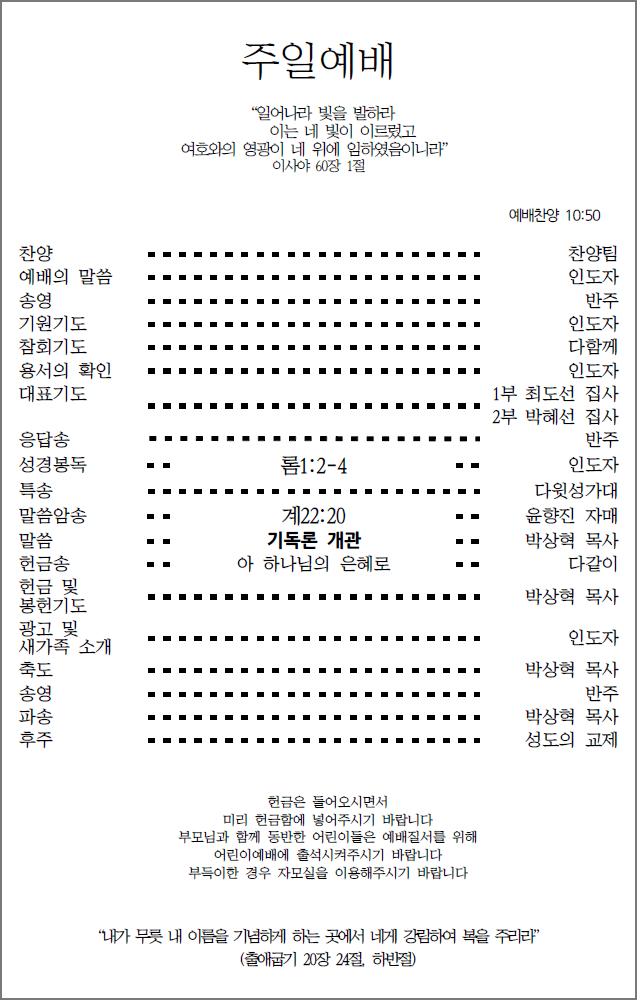 주일예배
“일어나라 빛을 발하라
이는 네 빛이 이르렀고
여호와의 영광이 네 위에 임하였음이니라”
이사야 60장 1절
예배찬양 10:50
찬양 찬양팀
예배의 말씀 인도자
송영 반주
기원기도 인도자
참회기도 다함께
용서의 확인 인도자
대표기도 1부 최도선 집사
2부 박혜선 집사
응답송 반주
성경봉독 롬1:2-4 인도자
특송 다윗성가대
말씀암송 계22:20 윤향진 자매
말씀 기독론 개관 박상혁 목사
헌금송 아 하나님의 은혜로 다같이
헌금 및
봉헌기도 박상혁 목사
광고 및
새가족 소개 인도자
축도 박상혁 목사
송영 반주
파송 박상혁 목사
후주 성도의 교제
헌금은 들어오시면서
미리 헌금함에 넣어주시기 바랍니다
부모님과 함께 동반한 어린이들은 예배질서를 위해
어린이예배에 출석시켜주시기 바랍니다
부득이한 경우 자모실을 이용해주시기 바랍니다
“내가 무릇 내 이름을 기념하게 하는 곳에서 네게 강림하여 복을 주리라”
(출애굽기 20장 24절, 하반절)